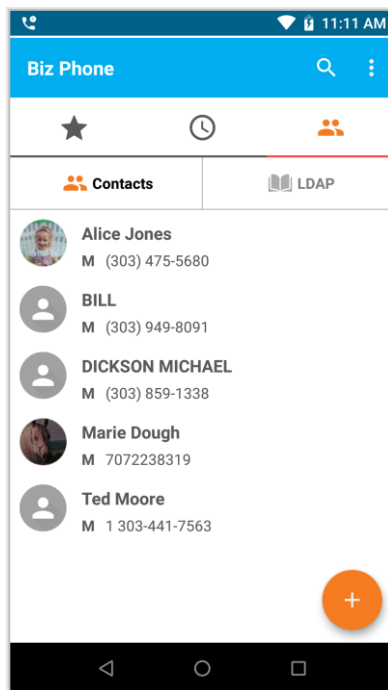 11:11 AM
Biz Phone
Contacts
LDAP
Alice Jones
M (303) 475-5680
BILL
M (303) 949-8091
DICKSON MICHAEL
M (303) 859-1338
Marie Dough
M 7072238319
Ted Moore
M 1 303-441-7563